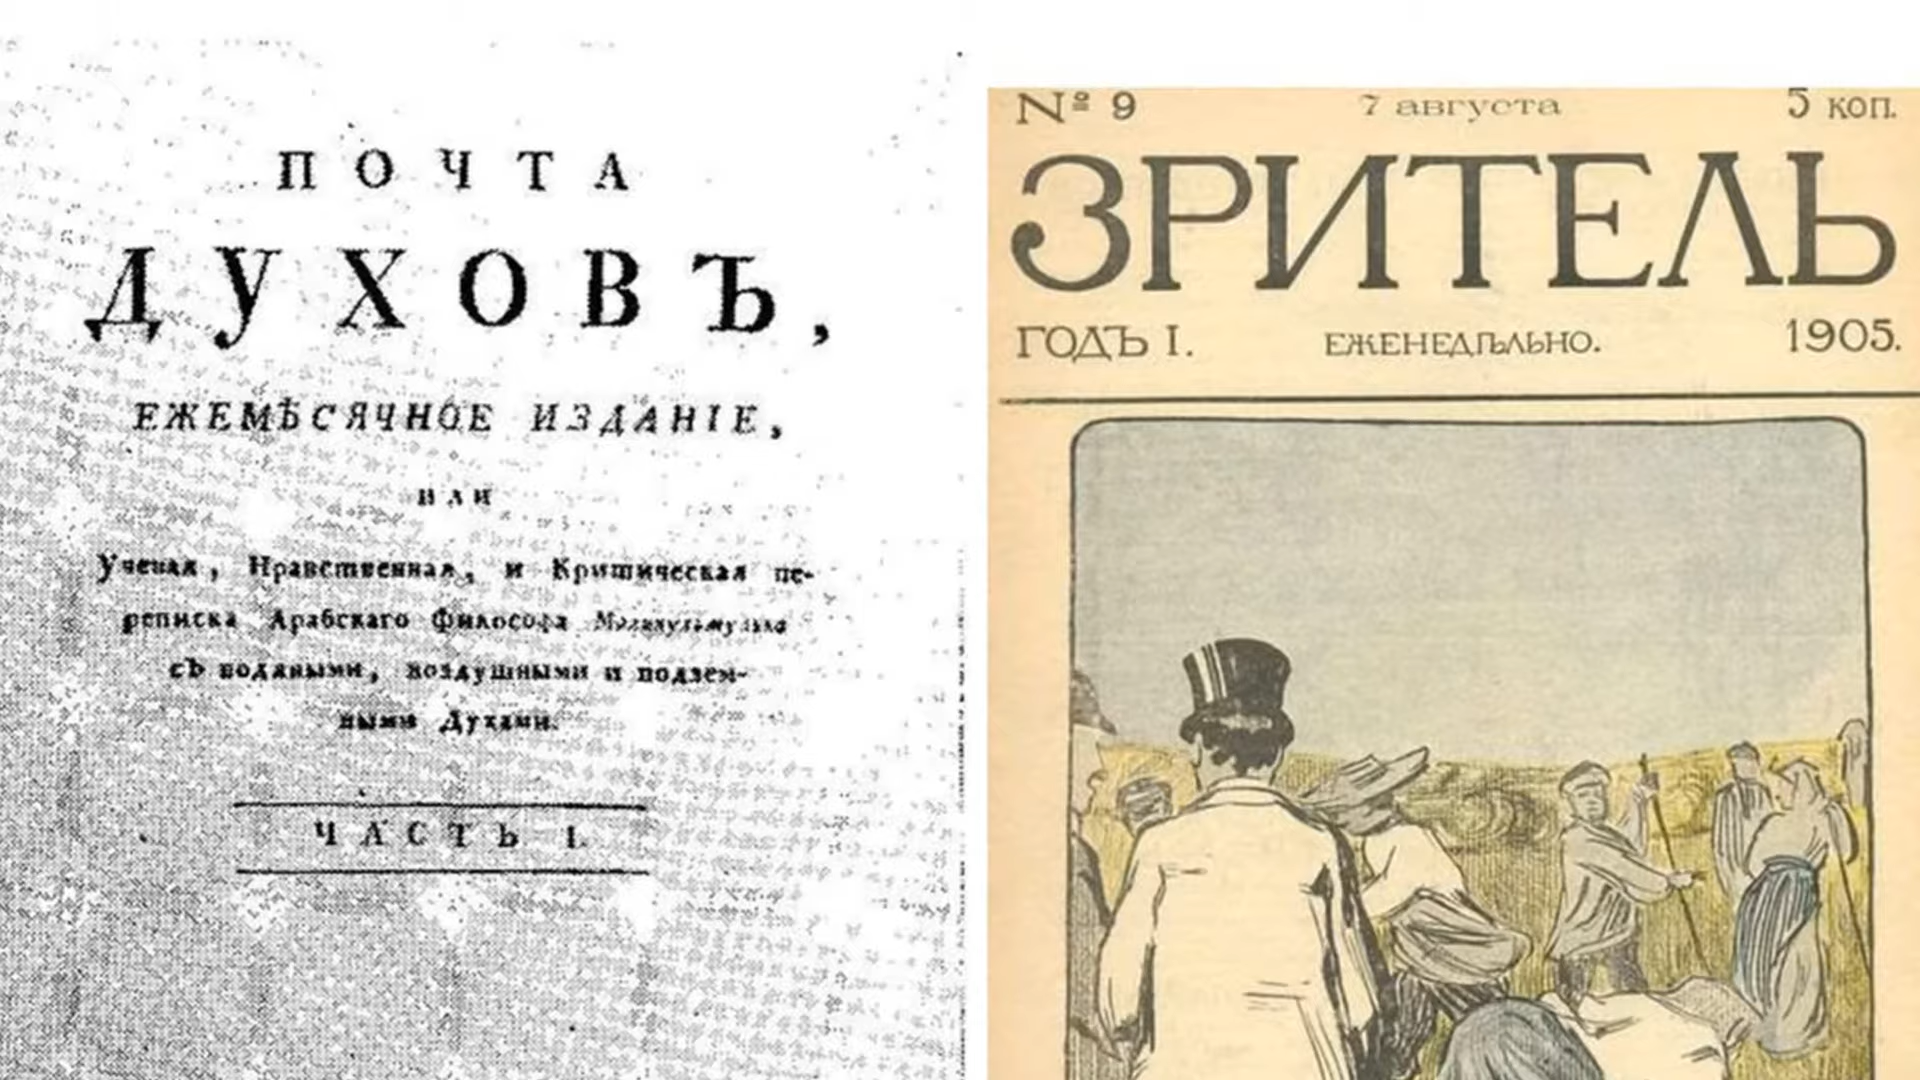 ПОЧТА
ДУХОВЪ,
ЕЖЕМѢСЯЧНОЕ ИЗДАНІЕ,
или
Ученая, Нравственная, и Критическая пе-
реписка Арабскаго Философа Маликульмулька
съ водяными, воздушными и подзем-
ными Духами.
ЧАСТЬ I.
№ 9 7 августа 5 коп.
ЗРИТЕЛЬ
ГОДЪ I. ЕЖЕНЕДѢЛЬНО. 1905.